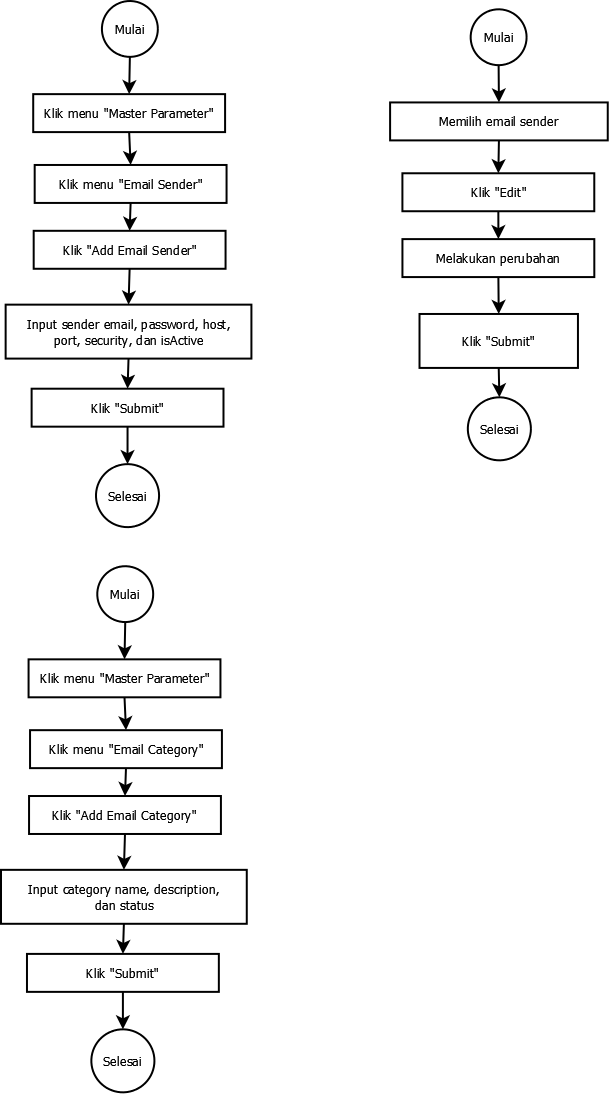 Mulai
Klik menu "Master Parameter"
Klik menu "Email Sender"
Klik "Add Email Sender"
Input sender email, password, host,
port, security, dan isActive
Klik "Submit"
Selesai
Mulai
Memilih email sender
Klik "Edit"
Melakukan perubahan
Klik "Submit"
Selesai
Mulai
Klik menu "Master Parameter"
Klik menu "Email Category"
Klik "Add Email Category"
Input category name, description,
dan status
Klik "Submit"
Selesai